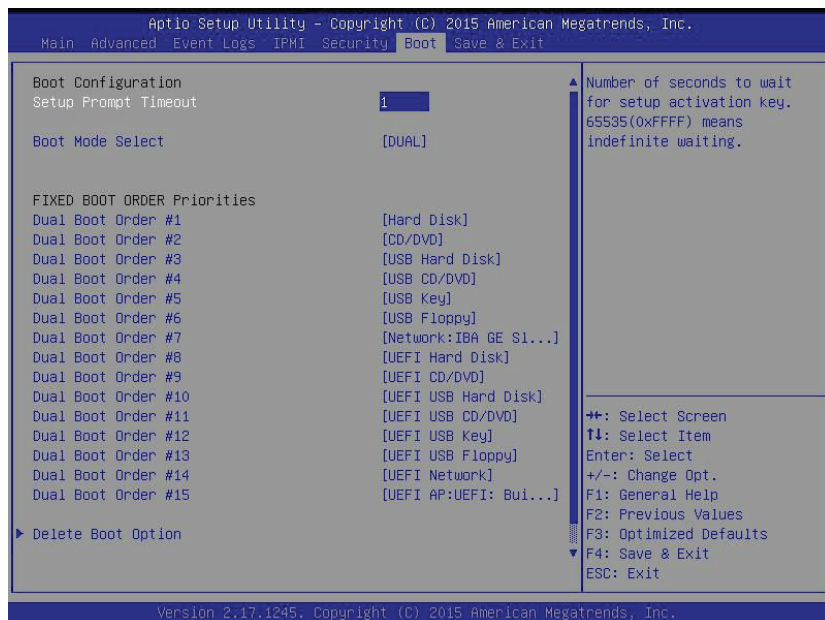 Aptio Setup Utility – Copyright (C) 2015 American Megatrends, Inc.
Main Advanced Event Logs IPMI Security Boot Save & Exit
Boot Configuration
Setup Prompt Timeout 1
Boot Mode Select [DUAL]
FIXED BOOT ORDER Priorities
Dual Boot Order #1 [Hard Disk]
Dual Boot Order #2 [CD/DVD]
Dual Boot Order #3 [USB Hard Disk]
Dual Boot Order #4 [USB CD/DVD]
Dual Boot Order #5 [USB Key]
Dual Boot Order #6 [USB Floppy]
Dual Boot Order #7 [Network:IBA GE Sl...]
Dual Boot Order #8 [UEFI Hard Disk]
Dual Boot Order #9 [UEFI CD/DVD]
Dual Boot Order #10 [UEFI USB Hard Disk]
Dual Boot Order #11 [UEFI USB CD/DVD]
Dual Boot Order #12 [UEFI USB Key]
Dual Boot Order #13 [UEFI USB Floppy]
Dual Boot Order #14 [UEFI Network]
Dual Boot Order #15 [UEFI AP:UEFI: Bui...]
Delete Boot Option
Number of seconds to wait
for setup activation key.
65535(0xFFFF) means
indefinite waiting.
→←: Select Screen
↑↓: Select Item
Enter: Select
+/-: Change Opt.
F1: General Help
F2: Previous Values
F3: Optimized Defaults
F4: Save & Exit
ESC: Exit
Version 2.17.1245. Copyright (C) 2015 American Megatrends, Inc.